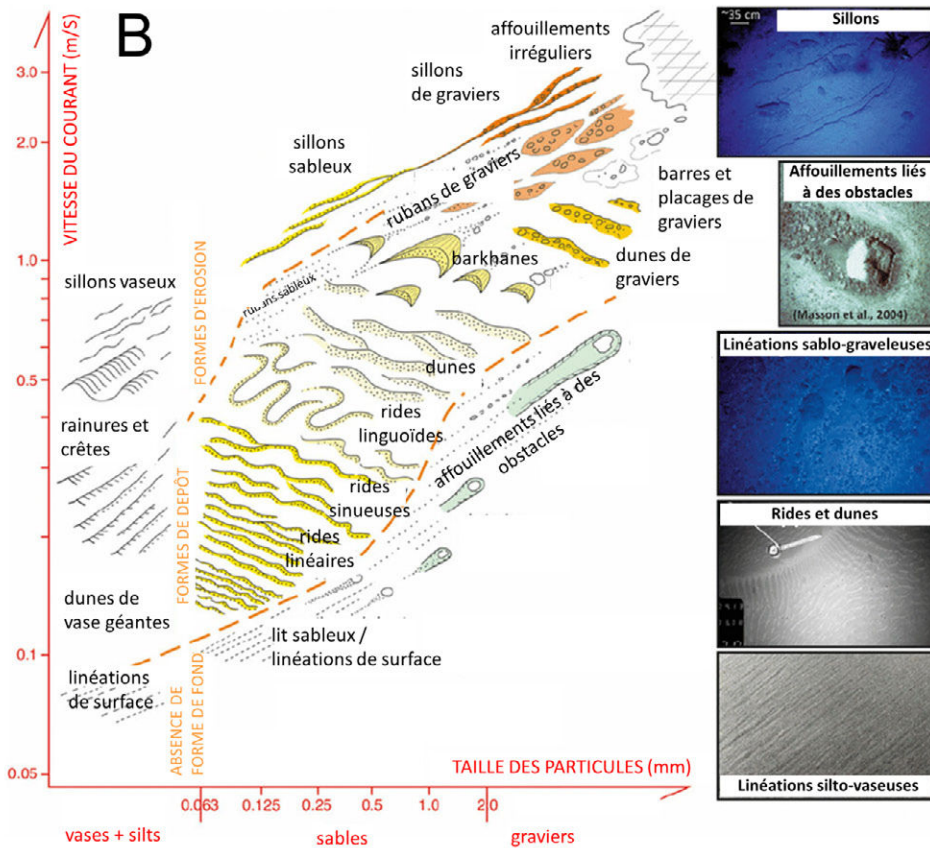 B
VITESSE DU COURANT (m/S)
3.0
2.0
1.0
0.5
0.1
0.05
affouillements
irréguliers
sillons
de graviers
sillons
sableux
rubans de graviers
barres et
placages de
graviers
barkhanes
dunes de
graviers
sillons vaseux
rubans sableux
FORMES D'EROSION
dunes
rides
linguoïdes
affouillements liés à des
obstacles
rainures et
crêtes
rides
sinueuses
FORMES DE DEPÔT
rides
linéaires
dunes de
vase géantes
lit sableux /
linéations de surface
linéations
de surface
ABSENCE DE
FORME DE FOND
TAILLE DES PARTICULES (mm)
0.063
0.125
0.25
0.5
1.0
2.0
vases + silts
sables
graviers
~35 cm
Sillons
Affouillements liés
à des obstacles
(Masson et al., 2004)
Linéations sablo-graveleuses
Rides et dunes
Linéations silto-vaseuses